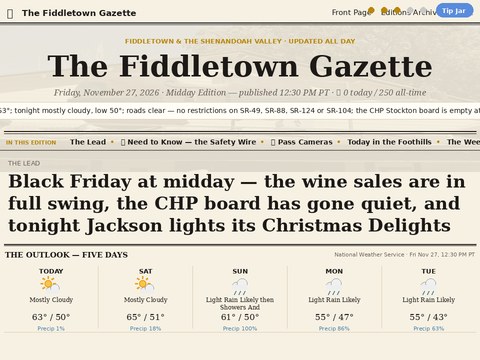 The Fiddletown Gazette
Front Page Editions Archive
Tip Jar
FIDDLETOWN & THE SHENANDOAH VALLEY · UPDATED ALL DAY
The Fiddletown Gazette
Friday, November 27, 2026 · Midday Edition — published 12:30 PM PT · 0 today / 250 all-time
63°; tonight mostly cloudy, low 50°; roads clear — no restrictions on SR-49, SR-88, SR-124 or SR-104; the CHP Stockton board is empty at
IN THIS EDITION The Lead • Need to Know — the Safety Wire • Pass Cameras • Today in the Foothills • The Wee
THE LEAD
Black Friday at midday — the wine sales are in
full swing, the CHP board has gone quiet, and
tonight Jackson lights its Christmas Delights
THE OUTLOOK — FIVE DAYS
National Weather Service · Fri Nov 27, 12:30 PM PT
TODAY SAT SUN MON TUE
Mostly Cloudy Mostly Cloudy Light Rain Likely then Light Rain Likely Light Rain Likely
Showers And
63° / 50° 65° / 51° 61° / 50° 55° / 47° 55° / 43°
Precip 1% Precip 18% Precip 100% Precip 86% Precip 63%